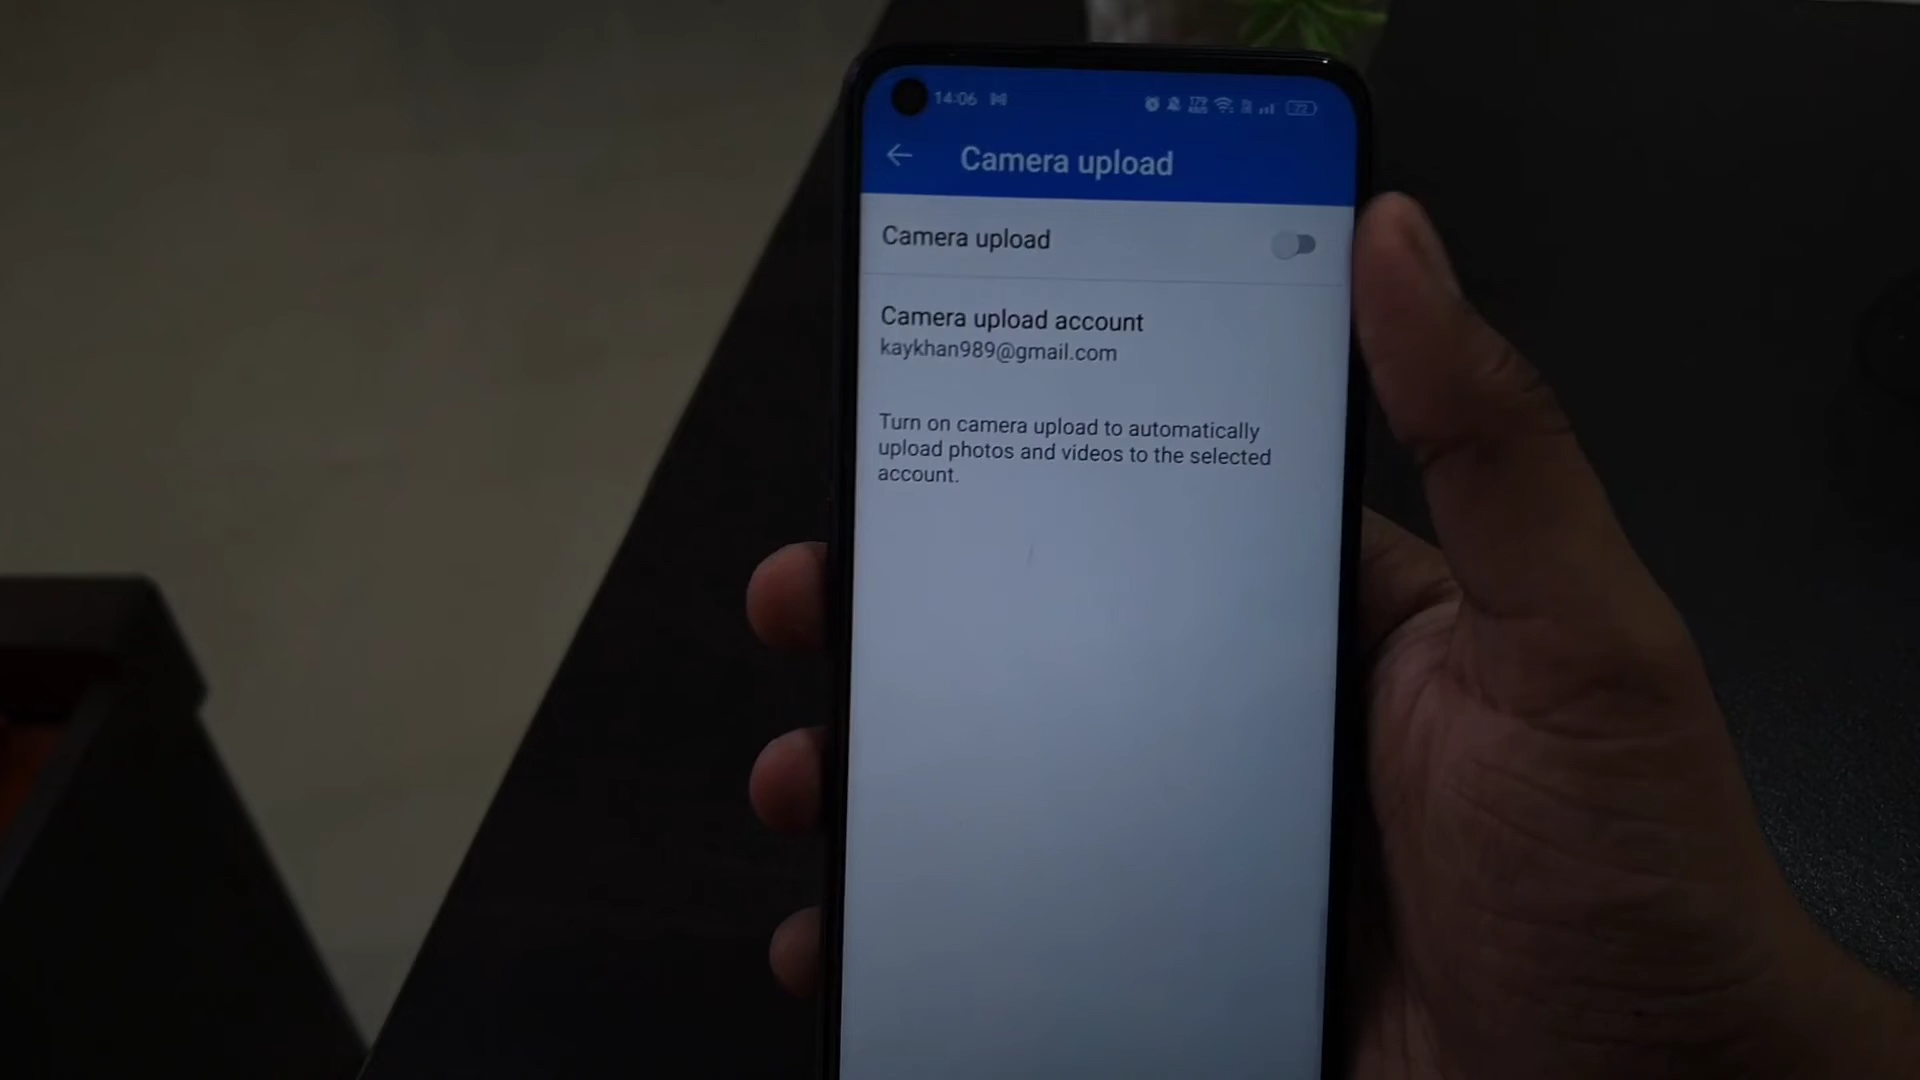 14:06
72
Camera upload
Camera upload
Camera upload account
kaykhan989@gmail.com
Turn on camera upload to automatically
upload photos and videos to the selected
account.